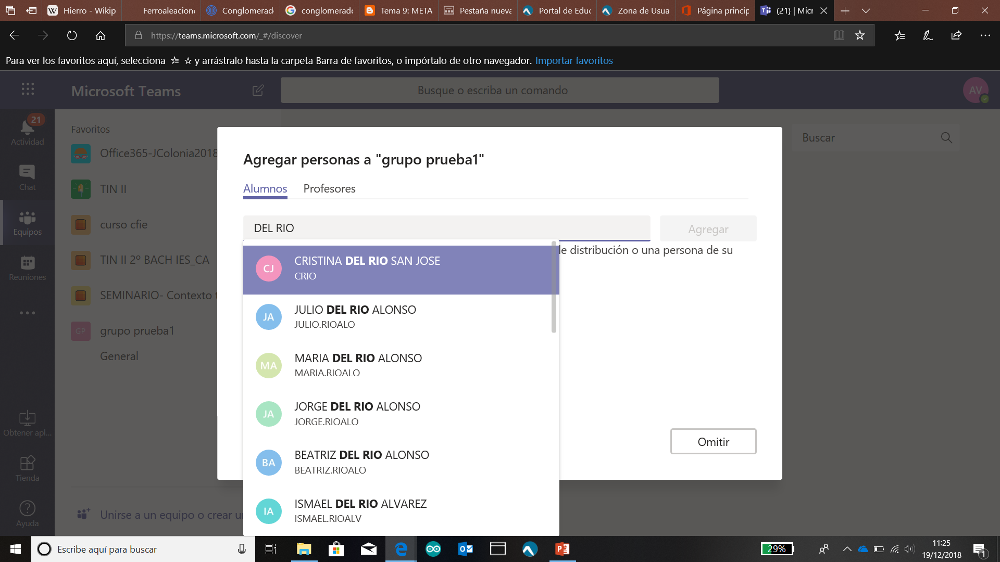 Hierro - Wikip
Ferroaleacione
Conglomerado
conglomerado
Tema 9: META
Pestaña nueva
Portal de Educ
Zona de Usua
Página princip
(21) | Micr
https://teams.microsoft.com/_#/discover
Para ver los favoritos aquí, selecciona y arrástralo hasta la carpeta Barra de favoritos, o impórtalo de otro navegador. Importar favoritos
Microsoft Teams
Busque o escriba un comando
AV
21
Actividad
Chat
Equipos
Reuniones
Obtener apl...
Tienda
Ayuda
Favoritos
Office365-JColonia2018
TIN II
curso cfie
TIN II 2º BACH IES_CA
SEMINARIO- Contexto t
GP
grupo prueba1
General
Unirse a un equipo o crear un
Buscar
Agregar personas a "grupo prueba1"
Alumnos
Profesores
DEL RIO
Agregar
de distribución o una persona de su
CJ
CRISTINA DEL RIO SAN JOSE
CRIO
JA
JULIO DEL RIO ALONSO
JULIO.RIOALO
MA
MARIA DEL RIO ALONSO
MARIA.RIOALO
JA
JORGE DEL RIO ALONSO
JORGE.RIOALO
BA
BEATRIZ DEL RIO ALONSO
BEATRIZ.RIOALO
IA
ISMAEL DEL RIO ALVAREZ
ISMAEL.RIOALV
Omitir
Escribe aquí para buscar
29%
11:25
19/12/2018
1